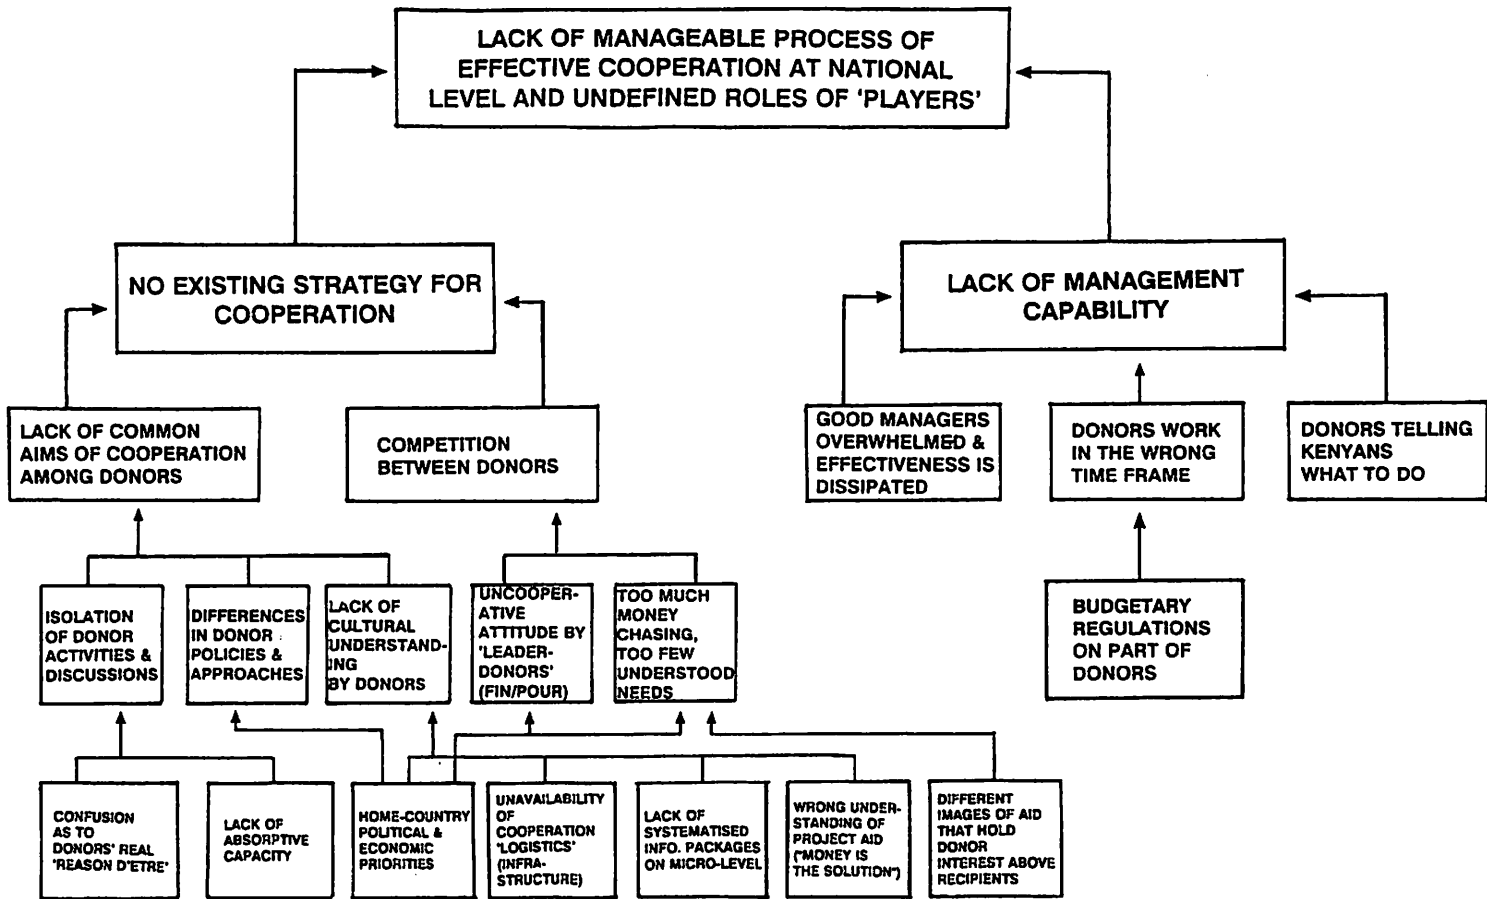 LACK OF MANAGEABLE PROCESS OF
EFFECTIVE COOPERATION AT NATIONAL
LEVEL AND UNDEFINED ROLES OF 'PLAYERS'
NO EXISTING STRATEGY FOR
COOPERATION
LACK OF MANAGEMENT
CAPABILITY
LACK OF COMMON
AIMS OF COOPERATION
AMONG DONORS
COMPETITION
BETWEEN DONORS
GOOD MANAGERS
OVERWHELMED &
EFFECTIVENESS IS
DISSIPATED
DONORS WORK
IN THE WRONG
TIME FRAME
DONORS TELLING
KENYANS
WHAT TO DO
ISOLATION
OF DONOR
ACTIVITIES &
DISCUSSIONS
DIFFERENCES
IN DONOR
POLICIES &
APPROACHES
LACK OF
CULTURAL
UNDERSTAND-
ING
BY DONORS
UNCOOPER-
ATIVE
ATTITUDE BY
'LEADER-
DONORS'
(FIN/POUR)
TOO MUCH
MONEY
CHASING,
TOO FEW
UNDERSTOOD
NEEDS
BUDGETARY
REGULATIONS
ON PART OF
DONORS
CONFUSION
AS TO
DONORS' REAL
'REASON D'ETRE'
LACK OF
ABSORPTIVE
CAPACITY
HOME-COUNTRY
POLITICAL &
ECONOMIC
PRIORITIES
UNAVAILABILITY
OF
COOPERATION
'LOGISTICS'
(INFRA-
STRUCTURE)
LACK OF
SYSTEMATISED
INFO. PACKAGES
ON MICRO-LEVEL
WRONG UNDER-
STANDING OF
PROJECT AID
("MONEY IS
THE SOLUTION")
DIFFERENT
IMAGES OF AID
THAT HOLD
DONOR
INTEREST ABOVE
RECIPIENTS